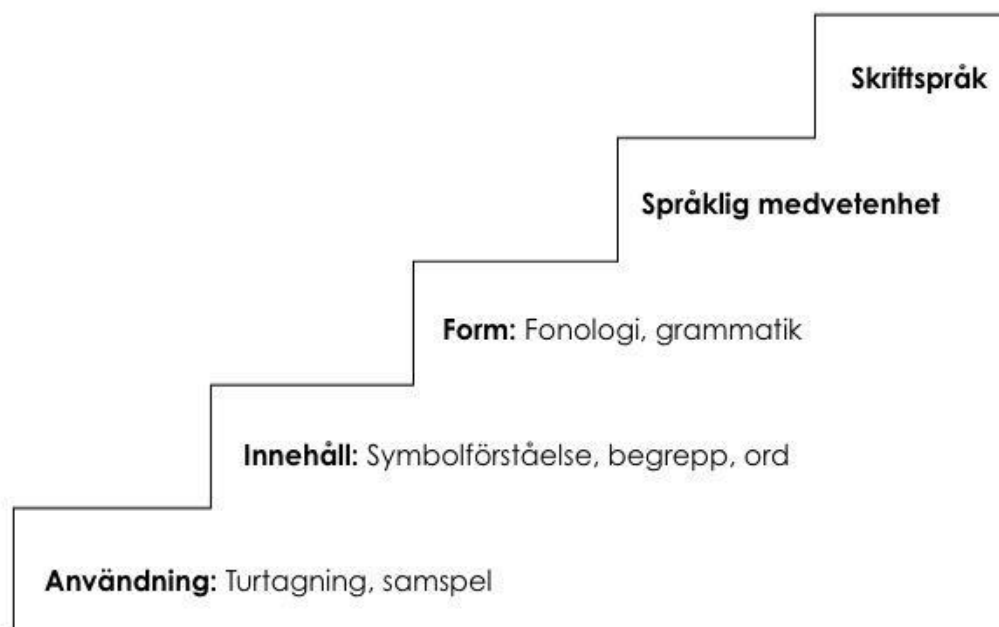 Skriftspråk
Språklig medvetenhet
Form: Fonologi, grammatik
Innehåll: Symbolförståelse, begrepp, ord
Användning: Turtagning, samspel